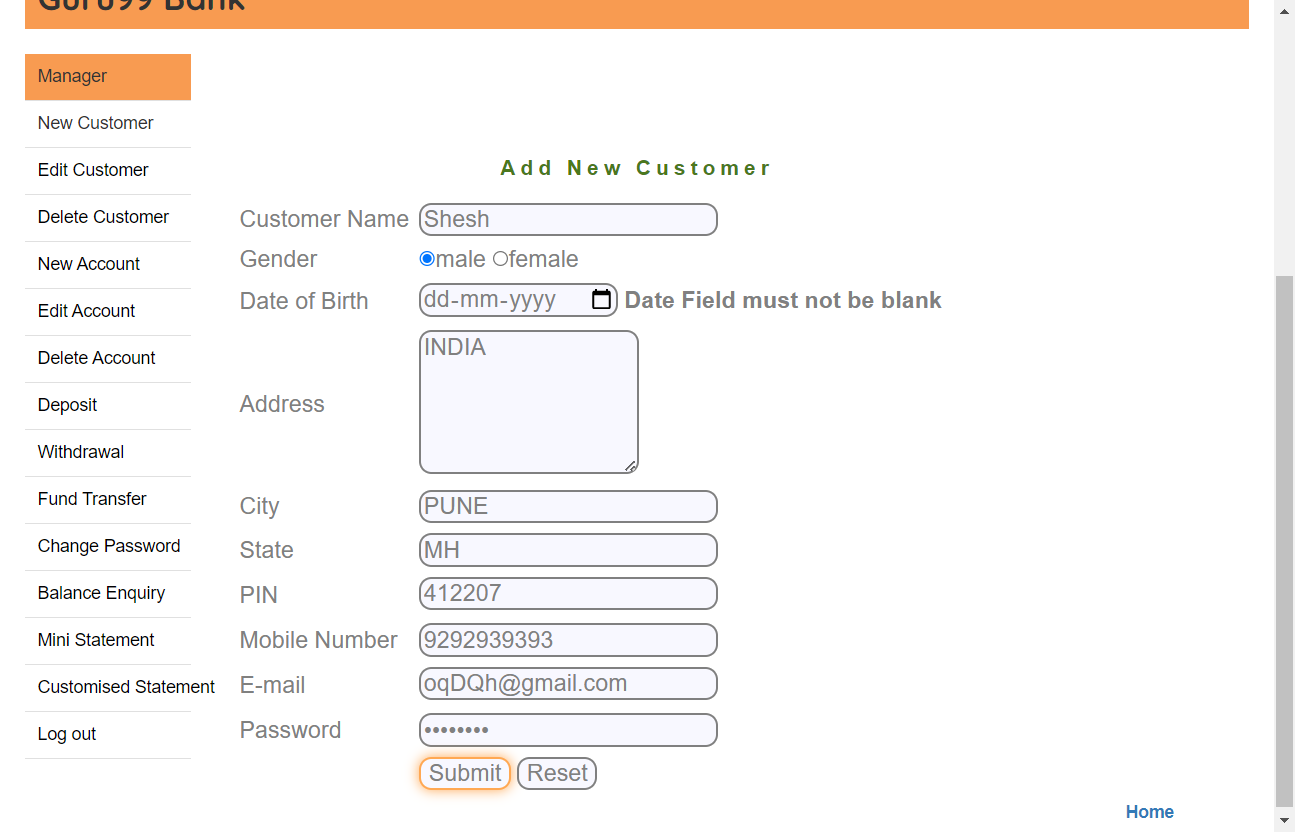 Guru99 Bank
Manager
New Customer
Edit Customer
Delete Customer
New Account
Edit Account
Delete Account
Deposit
Withdrawal
Fund Transfer
Change Password
Balance Enquiry
Mini Statement
Customised Statement
Log out
Add New Customer
Customer Name Shesh
Gender male female
Date of Birth dd-mm-yyyy Date Field must not be blank
Address INDIA
City PUNE
State MH
PIN 412207
Mobile Number 9292939393
E-mail oqDQh@gmail.com
Password ••••••••
Submit Reset
Home